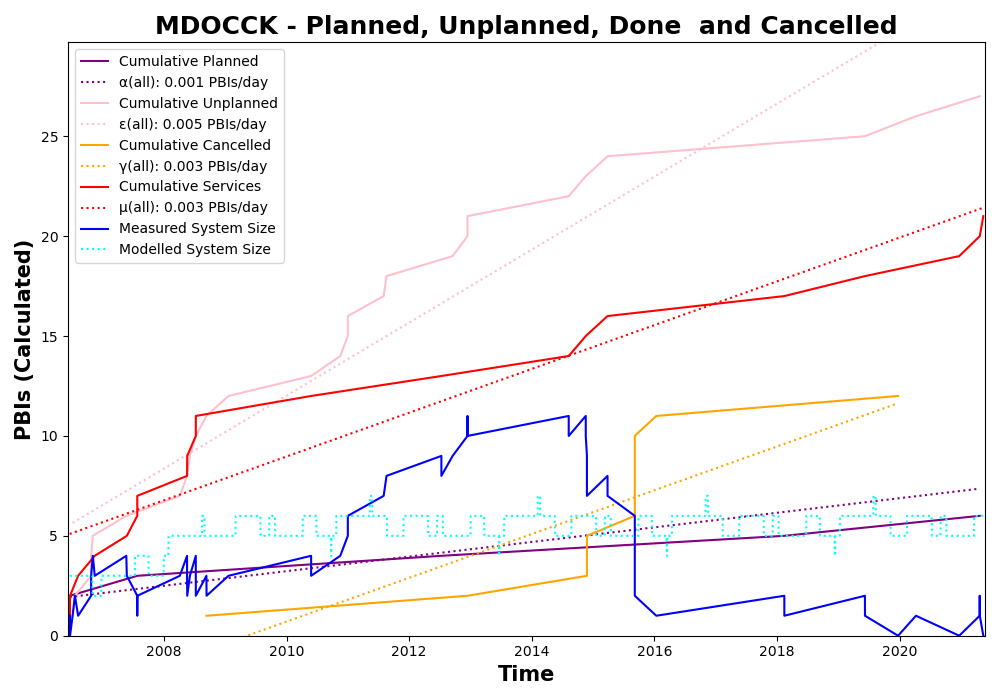 MDOCCK - Planned, Unplanned, Done  and Cancelled
Cumulative Planned
α(all): 0.001 PBIs/day
Cumulative Unplanned
ε(all): 0.005 PBIs/day
Cumulative Cancelled
γ(all): 0.003 PBIs/day
Cumulative Services
μ(all): 0.003 PBIs/day
Measured System Size
Modelled System Size
PBIs (Calculated)
25
20
15
10
5
0
2008 2010 2012 2014 2016 2018 2020
Time